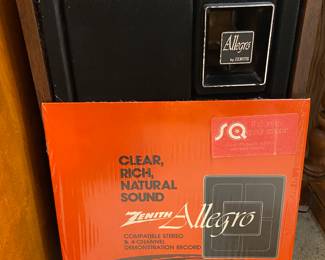 Allegro
by ZENITH
SQ
CLEAR,
RICH,
NATURAL
SOUND
ZENITH Allegro
COMPATIBLE STEREO
& 4-CHANNEL
DEMONSTRATION RECORD